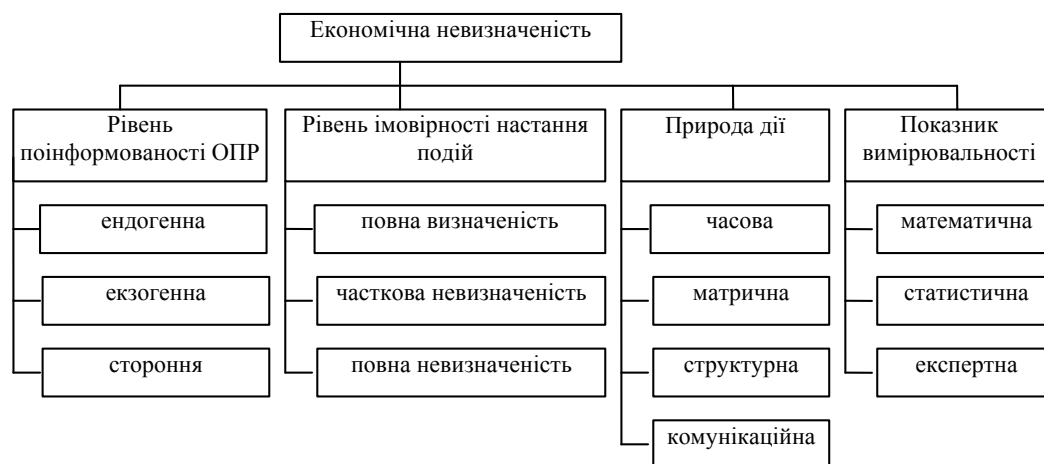 Економічна невизначеність
Рівень
поінформованості ОПР
ендогенна
екзогенна
стороння
Рівень імовірності настання
подій
повна визначеність
часткова невизначеність
повна невизначеність
Природа дії
часова
матрична
структурна
комунікаційна
Показник
вимірювальності
математична
статистична
експертна